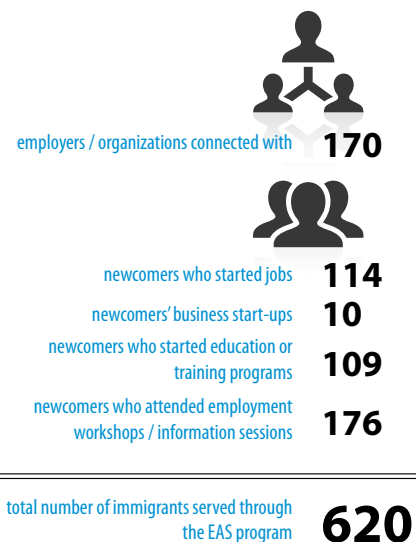 employers / organizations connected with 170
newcomers who started jobs 114
newcomers' business start-ups 10
newcomers who started education or
training programs 109
newcomers who attended employment
workshops / information sessions 176
total number of immigrants served through
the EAS program 620